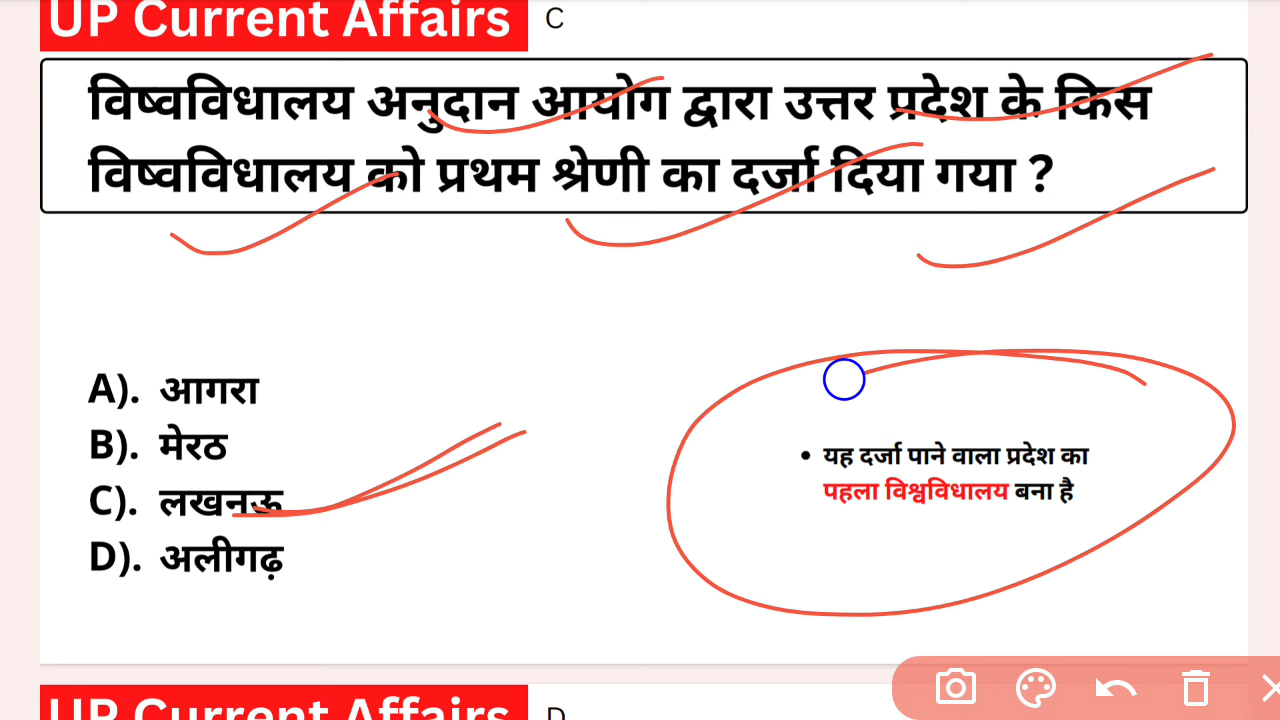 UP Current Affairs C
विष्वविधालय अनुदान आयोग द्वारा उत्तर प्रदेश के किस
विष्वविधालय को प्रथम श्रेणी का दर्जा दिया गया ?
A). आगरा
B). मेरठ
C). लखनऊ
D). अलीगढ़
• यह दर्जा पाने वाला प्रदेश का
पहला विश्वविधालय बना है
UP Current Affairs D